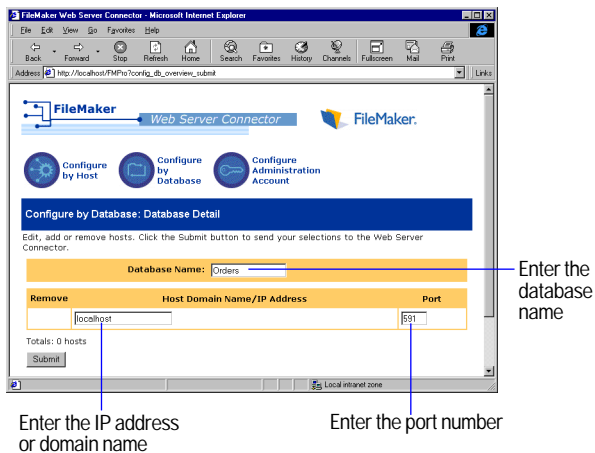 FileMaker Web Server Connector - Microsoft Internet Explorer
File Edit View Go Favorites Help
Back Forward Stop Refresh Home Search Favorites History Channels Fullscreen Mail Print
Address http://localhost/FMPro?config_db_overview_submit Links
FileMaker
Web Server Connector
FileMaker.
Configure
by Host
Configure
by
Database
Configure
Administration
Account
Configure by Database: Database Detail
Edit, add or remove hosts. Click the Submit button to send your selections to the Web Server
Connector.
Database Name: Orders
Enter the
database
name
Remove Host Domain Name/IP Address Port
localhost 591
Totals: 0 hosts
Submit
Local intranet zone
Enter the IP address
or domain name
Enter the port number